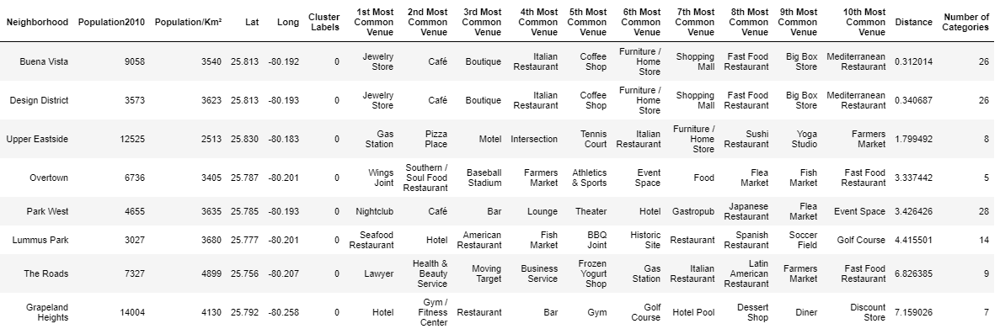 Neighborhood Population2010 Population/Km² Lat Long Cluster Labels 1st Most Common Venue 2nd Most Common Venue 3rd Most Common Venue 4th Most Common Venue 5th Most Common Venue 6th Most Common Venue 7th Most Common Venue 8th Most Common Venue 9th Most Common Venue 10th Most Common Venue Distance Number of Categories
Buena Vista 9058 3540 25.813 -80.192 0 Jewelry Store Café Boutique Italian Restaurant Coffee Shop Furniture / Home Store Shopping Mall Fast Food Restaurant Big Box Store Mediterranean Restaurant 0.312014 26
Design District 3573 3623 25.813 -80.193 0 Jewelry Store Café Boutique Italian Restaurant Coffee Shop Furniture / Home Store Shopping Mall Fast Food Restaurant Big Box Store Mediterranean Restaurant 0.340687 26
Upper Eastside 12525 2513 25.830 -80.183 0 Gas Station Pizza Place Motel Intersection Tennis Court Italian Restaurant Furniture / Home Store Sushi Restaurant Yoga Studio Farmers Market 1.799492 8
Overtown 6736 3405 25.787 -80.201 0 Wings Joint Southern / Soul Food Restaurant Baseball Stadium Farmers Market Athletics & Sports Event Space Food Flea Market Fish Market Fast Food Restaurant 3.337442 5
Park West 4655 3635 25.785 -80.193 0 Nightclub Café Bar Lounge Theater Hotel Gastropub Japanese Restaurant Flea Market Event Space 3.426426 28
Lummus Park 3027 3680 25.777 -80.201 0 Seafood Restaurant Hotel American Restaurant Fish Market BBQ Joint Historic Site Restaurant Spanish Restaurant Soccer Field Golf Course 4.415501 14
The Roads 7327 4899 25.756 -80.207 0 Lawyer Health & Beauty Service Moving Target Business Service Frozen Yogurt Shop Gas Station Italian Restaurant Latin American Restaurant Farmers Market Fast Food Restaurant 6.826385 9
Grapeland Heights 14004 4130 25.792 -80.258 0 Hotel Gym / Fitness Center Restaurant Bar Gym Golf Course Hotel Pool Dessert Shop Diner Discount Store 7.159026 7